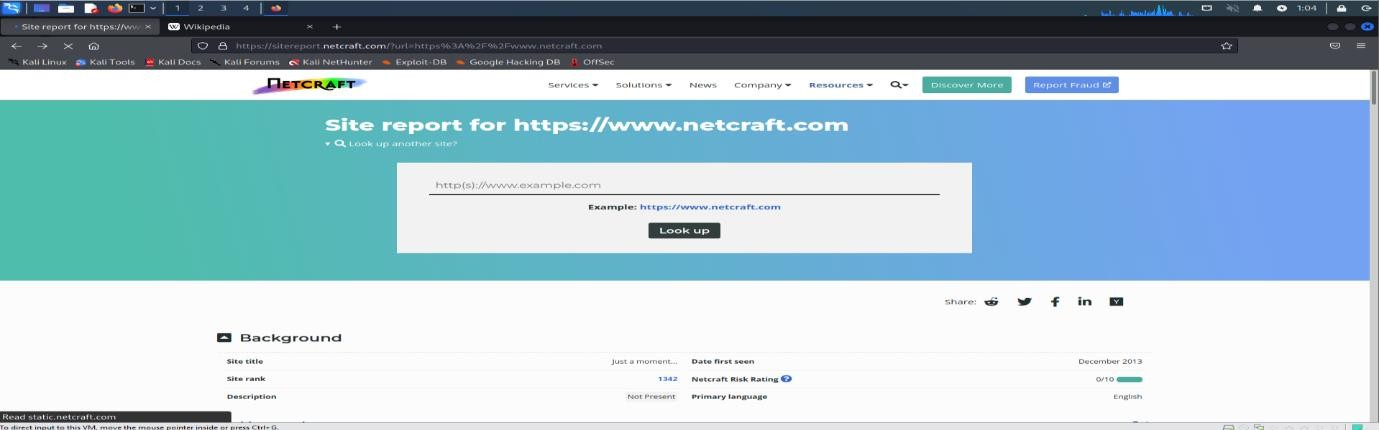 1 2 3 4 1:04
Site report for https://ww × Wikipedia × +
https://sitereport.netcraft.com/?url=https%3A%2F%2Fwww.netcraft.com
Kali Linux Kali Tools Kali Docs Kali Forums Kali NetHunter Exploit-DB Google Hacking DB OffSec
NETCRAFT Services Solutions News Company Resources Discover More Report Fraud
Site report for https://www.netcraft.com
Look up another site?
http(s)://www.example.com
Example: https://www.netcraft.com
Look up
Share:
Background
Site title Just a moment... Date first seen December 2013
Site rank 1342 Netcraft Risk Rating ? 0/10
Description Not Present Primary language English
Read static.netcraft.com
To direct input to this VM, move the mouse pointer inside or press Ctrl+G.